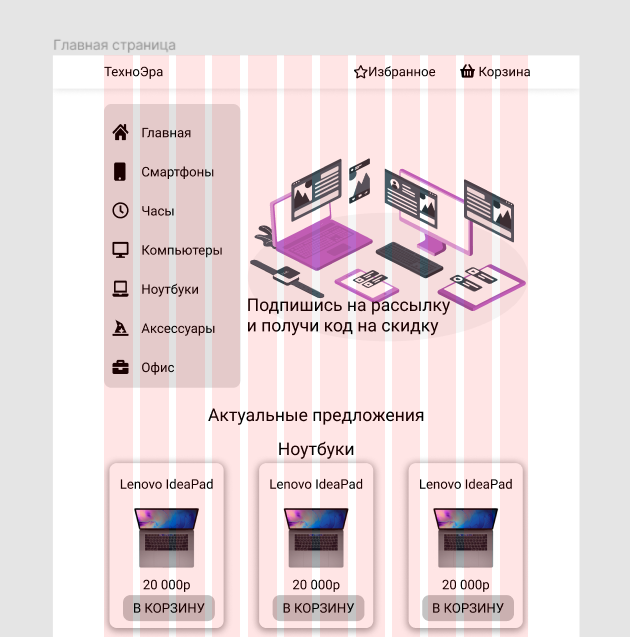 Главная страница
ТехноЭра
Избранное
Корзина
Главная
Смартфоны
Часы
Компьютеры
Ноутбуки
Аксессуары
Офис
Подпишись на рассылку
и получи код на скидку
Актуальные предложения
Ноутбуки
Lenovo IdeaPad
Lenovo IdeaPad
Lenovo IdeaPad
20 000р
20 000р
20 000р
В КОРЗИНУ
В КОРЗИНУ
В КОРЗИНУ